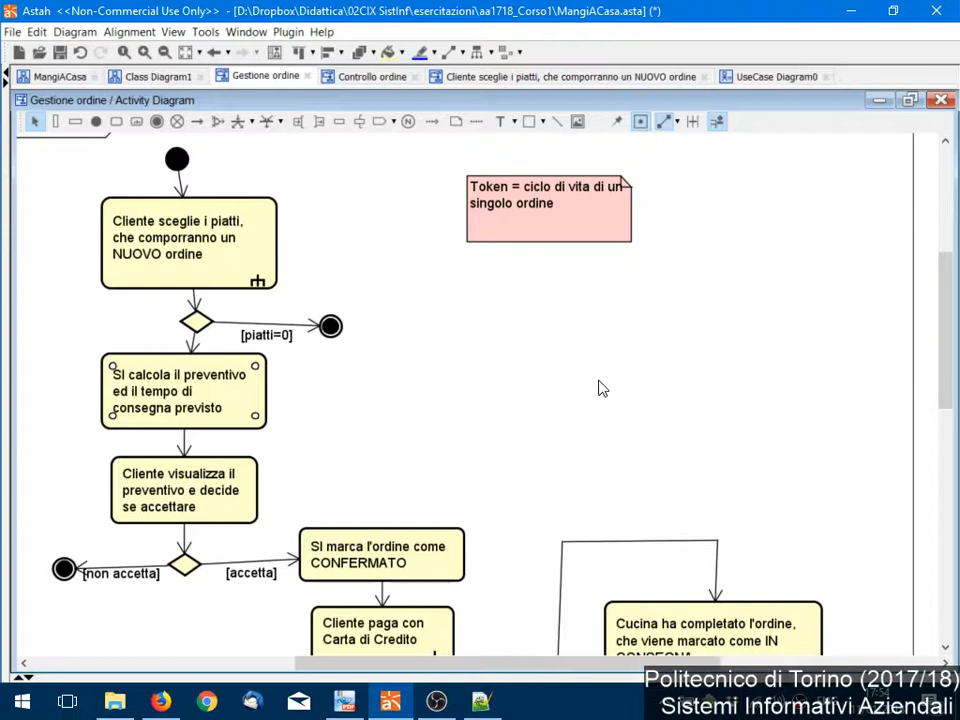 Astah <<Non-Commercial Use Only>> - [D:\Dropbox\Didattica\02CIX SistInf\esercitazioni\aa1718_Corso1\MangiACasa.asta] (*)
File Edit Diagram Alignment View Tools Window Plugin Help
MangiACasa Class Diagram1 Gestione ordine Controllo ordine Cliente sceglie i piatti, che comporranno un NUOVO ordine UseCase Diagram0
Gestione ordine / Activity Diagram
Token = ciclo di vita di un
singolo ordine
Cliente sceglie i piatti,
che comporranno un
NUOVO ordine
[piatti=0]
SI calcola il preventivo
ed il tempo di
consegna previsto
Cliente visualizza il
preventivo e decide
se accettare
[non accetta]
[accetta]
SI marca l'ordine come
CONFERMATO
Cliente paga con
Carta di Credito
Cucina ha completato l'ordine,
che viene marcato come IN
CONSEGNA
Politecnico di Torino (2017/18)
17:54
Sistemi Informativi Aziendali